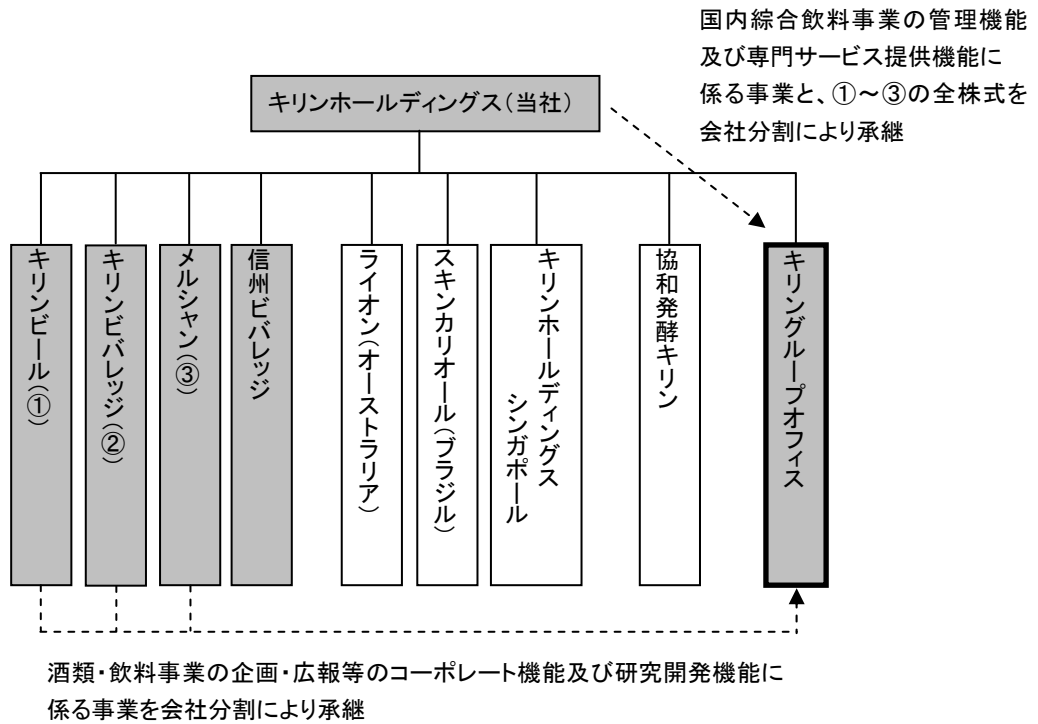 国内綜合飲料事業の管理機能
及び専門サービス提供機能に
係る事業と、①～③の全株式を
会社分割により承継
キリンホールディングス(当社)
キリンビール(①)
キリンビバレッジ(②)
メルシャン(③)
信州ビバレッジ
ライオン(オーストラリア)
スキンカリオール(ブラジル)
キリンホールディングス
シンガポール
協和発酵キリン
キリングループオフィス
酒類・飲料事業の企画・広報等のコーポレート機能及び研究開発機能に
係る事業を会社分割により承継